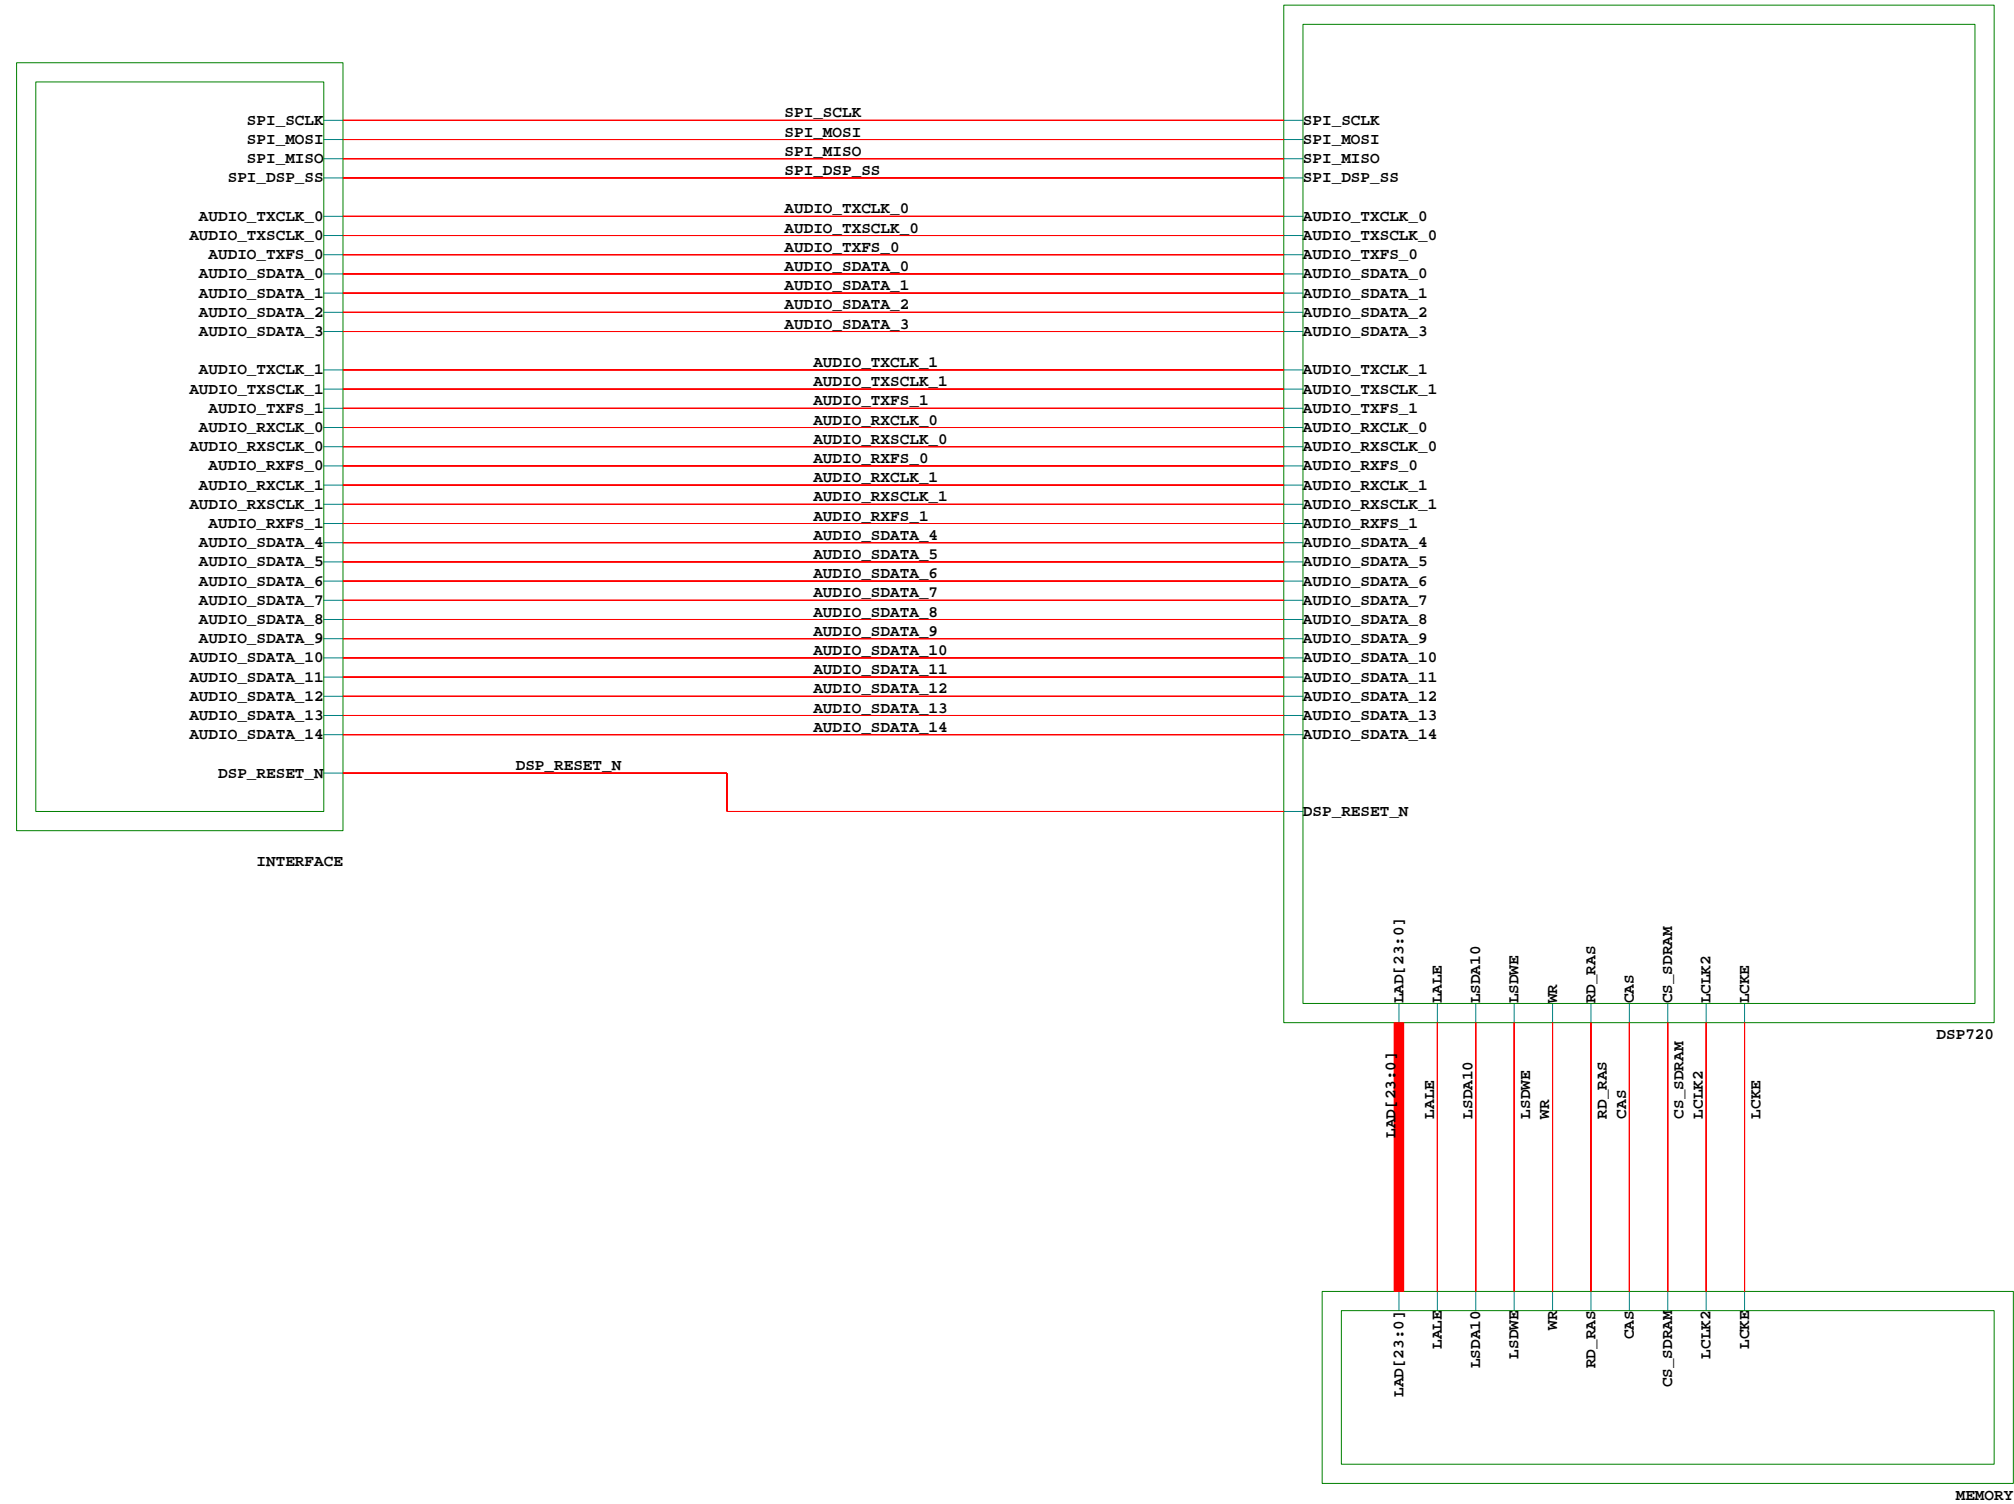 SPI_SCLK SPI_SCLK SPI_SCLK
SPI_MOSI SPI_MOSI SPI_MOSI
SPI_MISO SPI_MISO SPI_MISO
SPI_DSP_SS SPI_DSP_SS SPI_DSP_SS
AUDIO_TXCLK_0 AUDIO_TXCLK_0 AUDIO_TXCLK_0
AUDIO_TXSCLK_0 AUDIO_TXSCLK_0 AUDIO_TXSCLK_0
AUDIO_TXFS_0 AUDIO_TXFS_0 AUDIO_TXFS_0
AUDIO_SDATA_0 AUDIO_SDATA_0 AUDIO_SDATA_0
AUDIO_SDATA_1 AUDIO_SDATA_1 AUDIO_SDATA_1
AUDIO_SDATA_2 AUDIO_SDATA_2 AUDIO_SDATA_2
AUDIO_SDATA_3 AUDIO_SDATA_3 AUDIO_SDATA_3
AUDIO_TXCLK_1 AUDIO_TXCLK_1 AUDIO_TXCLK_1
AUDIO_TXSCLK_1 AUDIO_TXSCLK_1 AUDIO_TXSCLK_1
AUDIO_TXFS_1 AUDIO_TXFS_1 AUDIO_TXFS_1
AUDIO_RXCLK_0 AUDIO_RXCLK_0 AUDIO_RXCLK_0
AUDIO_RXSCLK_0 AUDIO_RXSCLK_0 AUDIO_RXSCLK_0
AUDIO_RXFS_0 AUDIO_RXFS_0 AUDIO_RXFS_0
AUDIO_RXCLK_1 AUDIO_RXCLK_1 AUDIO_RXCLK_1
AUDIO_RXSCLK_1 AUDIO_RXSCLK_1 AUDIO_RXSCLK_1
AUDIO_RXFS_1 AUDIO_RXFS_1 AUDIO_RXFS_1
AUDIO_SDATA_4 AUDIO_SDATA_4 AUDIO_SDATA_4
AUDIO_SDATA_5 AUDIO_SDATA_5 AUDIO_SDATA_5
AUDIO_SDATA_6 AUDIO_SDATA_6 AUDIO_SDATA_6
AUDIO_SDATA_7 AUDIO_SDATA_7 AUDIO_SDATA_7
AUDIO_SDATA_8 AUDIO_SDATA_8 AUDIO_SDATA_8
AUDIO_SDATA_9 AUDIO_SDATA_9 AUDIO_SDATA_9
AUDIO_SDATA_10 AUDIO_SDATA_10 AUDIO_SDATA_10
AUDIO_SDATA_11 AUDIO_SDATA_11 AUDIO_SDATA_11
AUDIO_SDATA_12 AUDIO_SDATA_12 AUDIO_SDATA_12
AUDIO_SDATA_13 AUDIO_SDATA_13 AUDIO_SDATA_13
AUDIO_SDATA_14 AUDIO_SDATA_14 AUDIO_SDATA_14
DSP_RESET_N DSP_RESET_N
DSP_RESET_N
INTERFACE
LAD[23:0]
LALE
LSDA10
LSDWE
WR
RD_RAS
CAS
CS_SDRAM
LCLK2
LCKE
DSP720
LAD[23:0]
LALE
LSDA10
LSDWE
WR
RD_RAS
CAS
CS_SDRAM
LCLK2
LCKE
LAD[23:0]
LALE
LSDA10
LSDWE
WR
RD_RAS
CAS
CS_SDRAM
LCLK2
LCKE
MEMORY